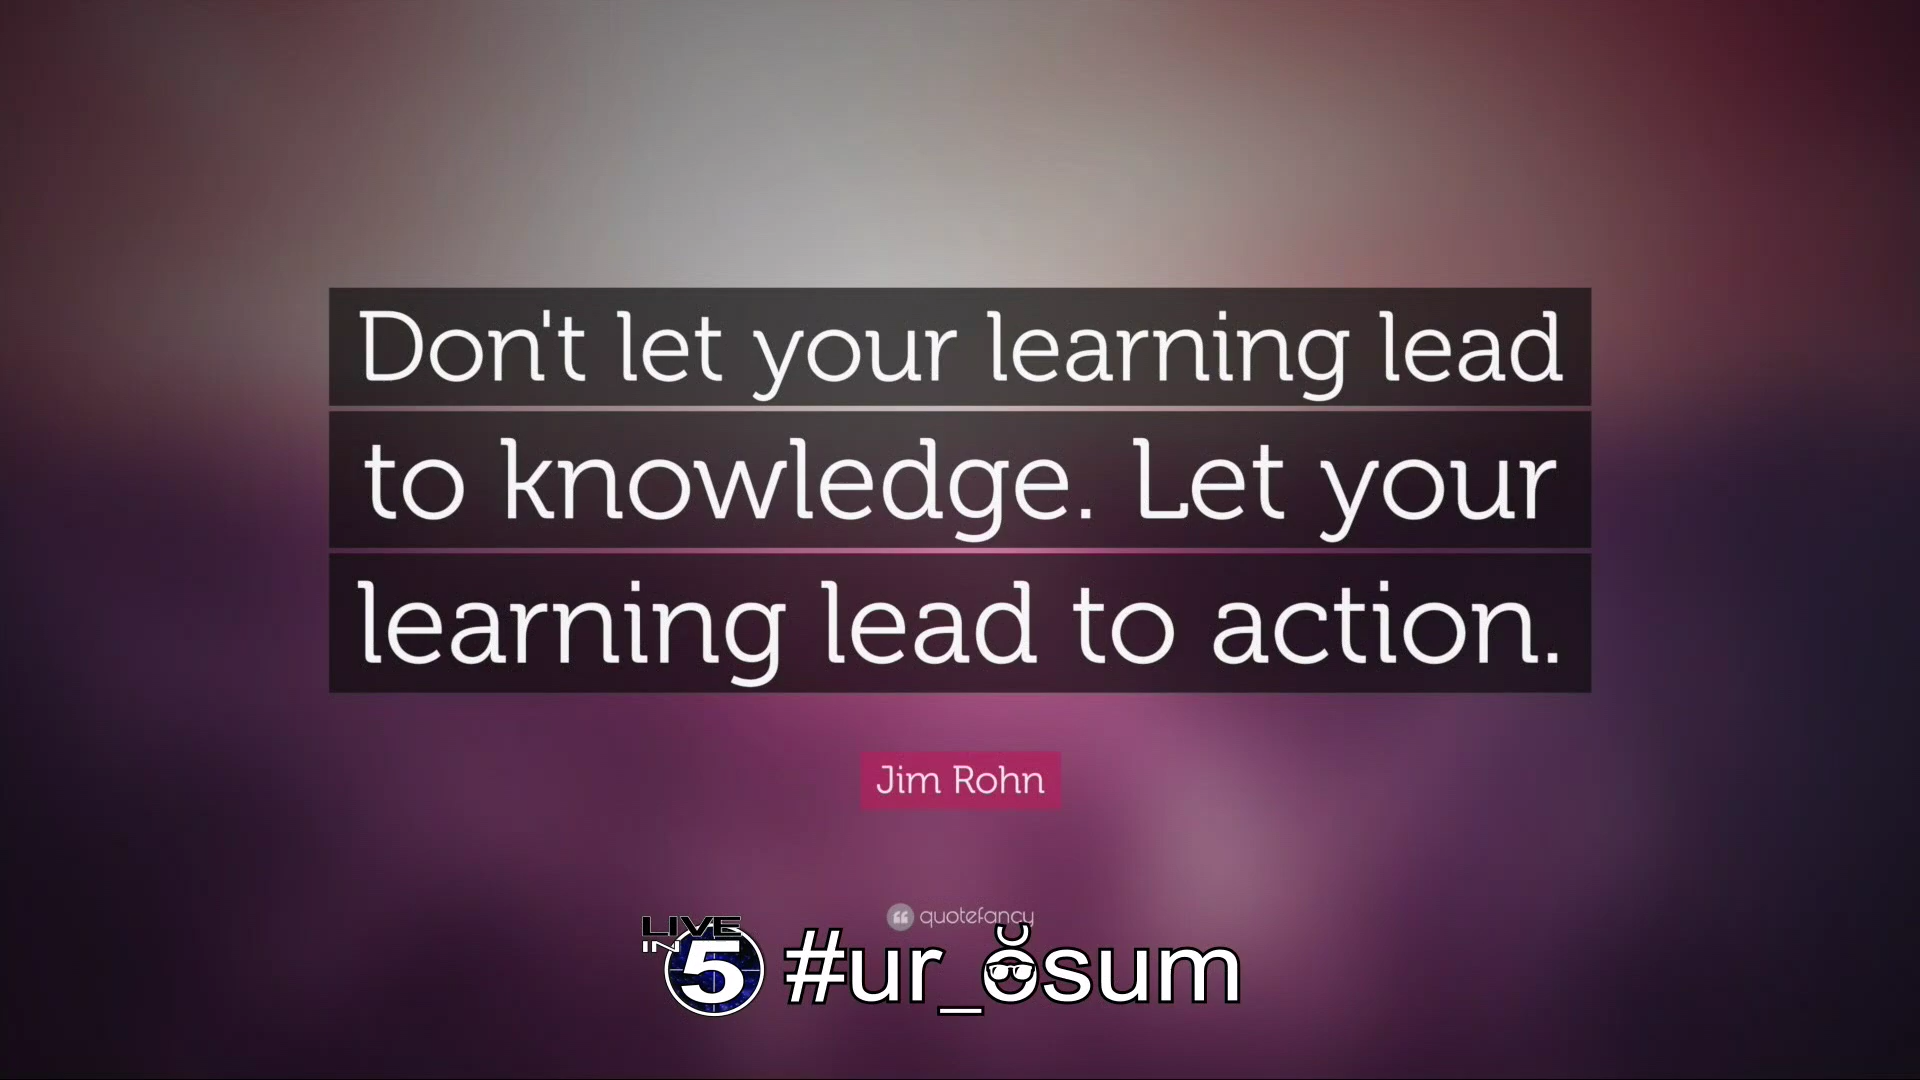 Don't let your learning lead
to knowledge. Let your
learning lead to action.
Jim Rohn
quotefancy
LIVE
IN 5
#ur_ŏsum